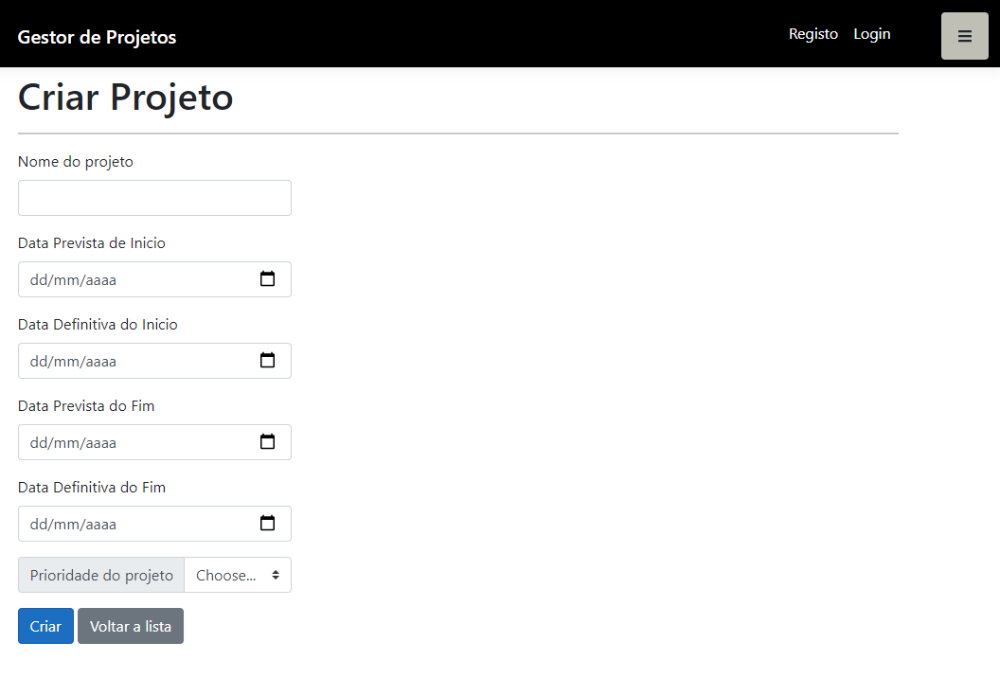 Gestor de Projetos
Registo Login
Criar Projeto
Nome do projeto
Data Prevista de Inicio
dd/mm/aaaa
Data Definitiva do Inicio
dd/mm/aaaa
Data Prevista do Fim
dd/mm/aaaa
Data Definitiva do Fim
dd/mm/aaaa
Prioridade do projeto Choose...
Criar Voltar a lista